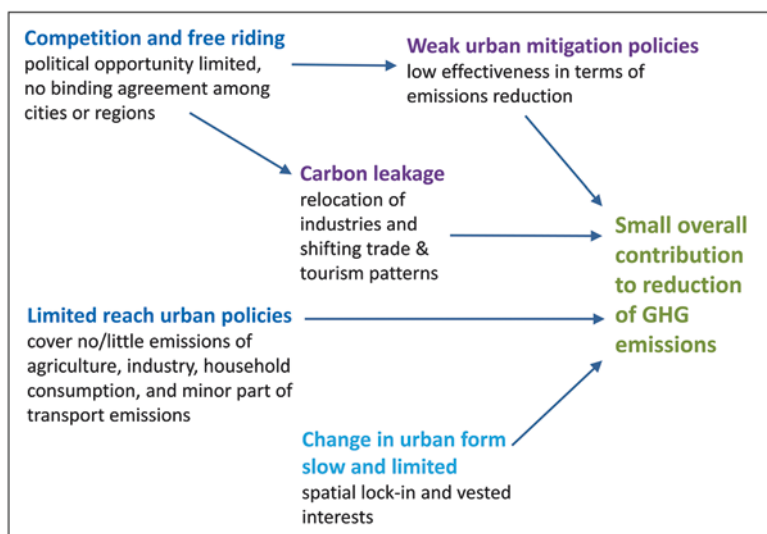 Competition and free riding
political opportunity limited,
no binding agreement among
cities or regions
Weak urban mitigation policies
low effectiveness in terms of
emissions reduction
Carbon leakage
relocation of
industries and
shifting trade &
tourism patterns
Small overall
contribution
to reduction
of GHG
emissions
Limited reach urban policies
cover no/little emissions of
agriculture, industry, household
consumption, and minor part of
transport emissions
Change in urban form
slow and limited
spatial lock-in and vested
interests